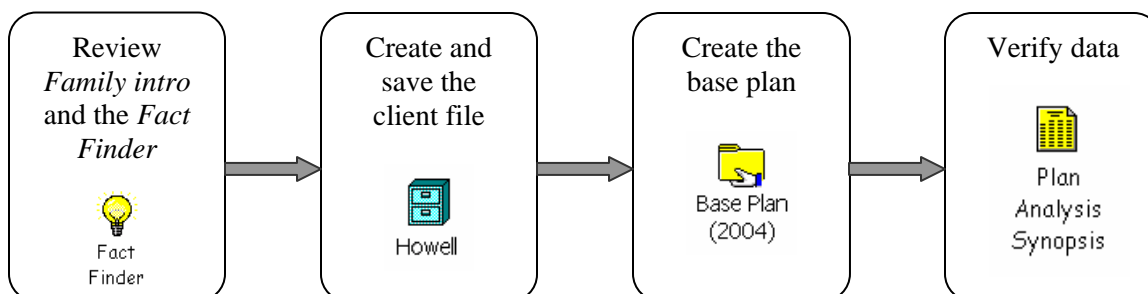 Review
Family intro
and the Fact
Finder
Fact
Finder
Create and
save the
client file
Howell
Create the
base plan
Base Plan
(2004)
Verify data
Plan
Analysis
Synopsis